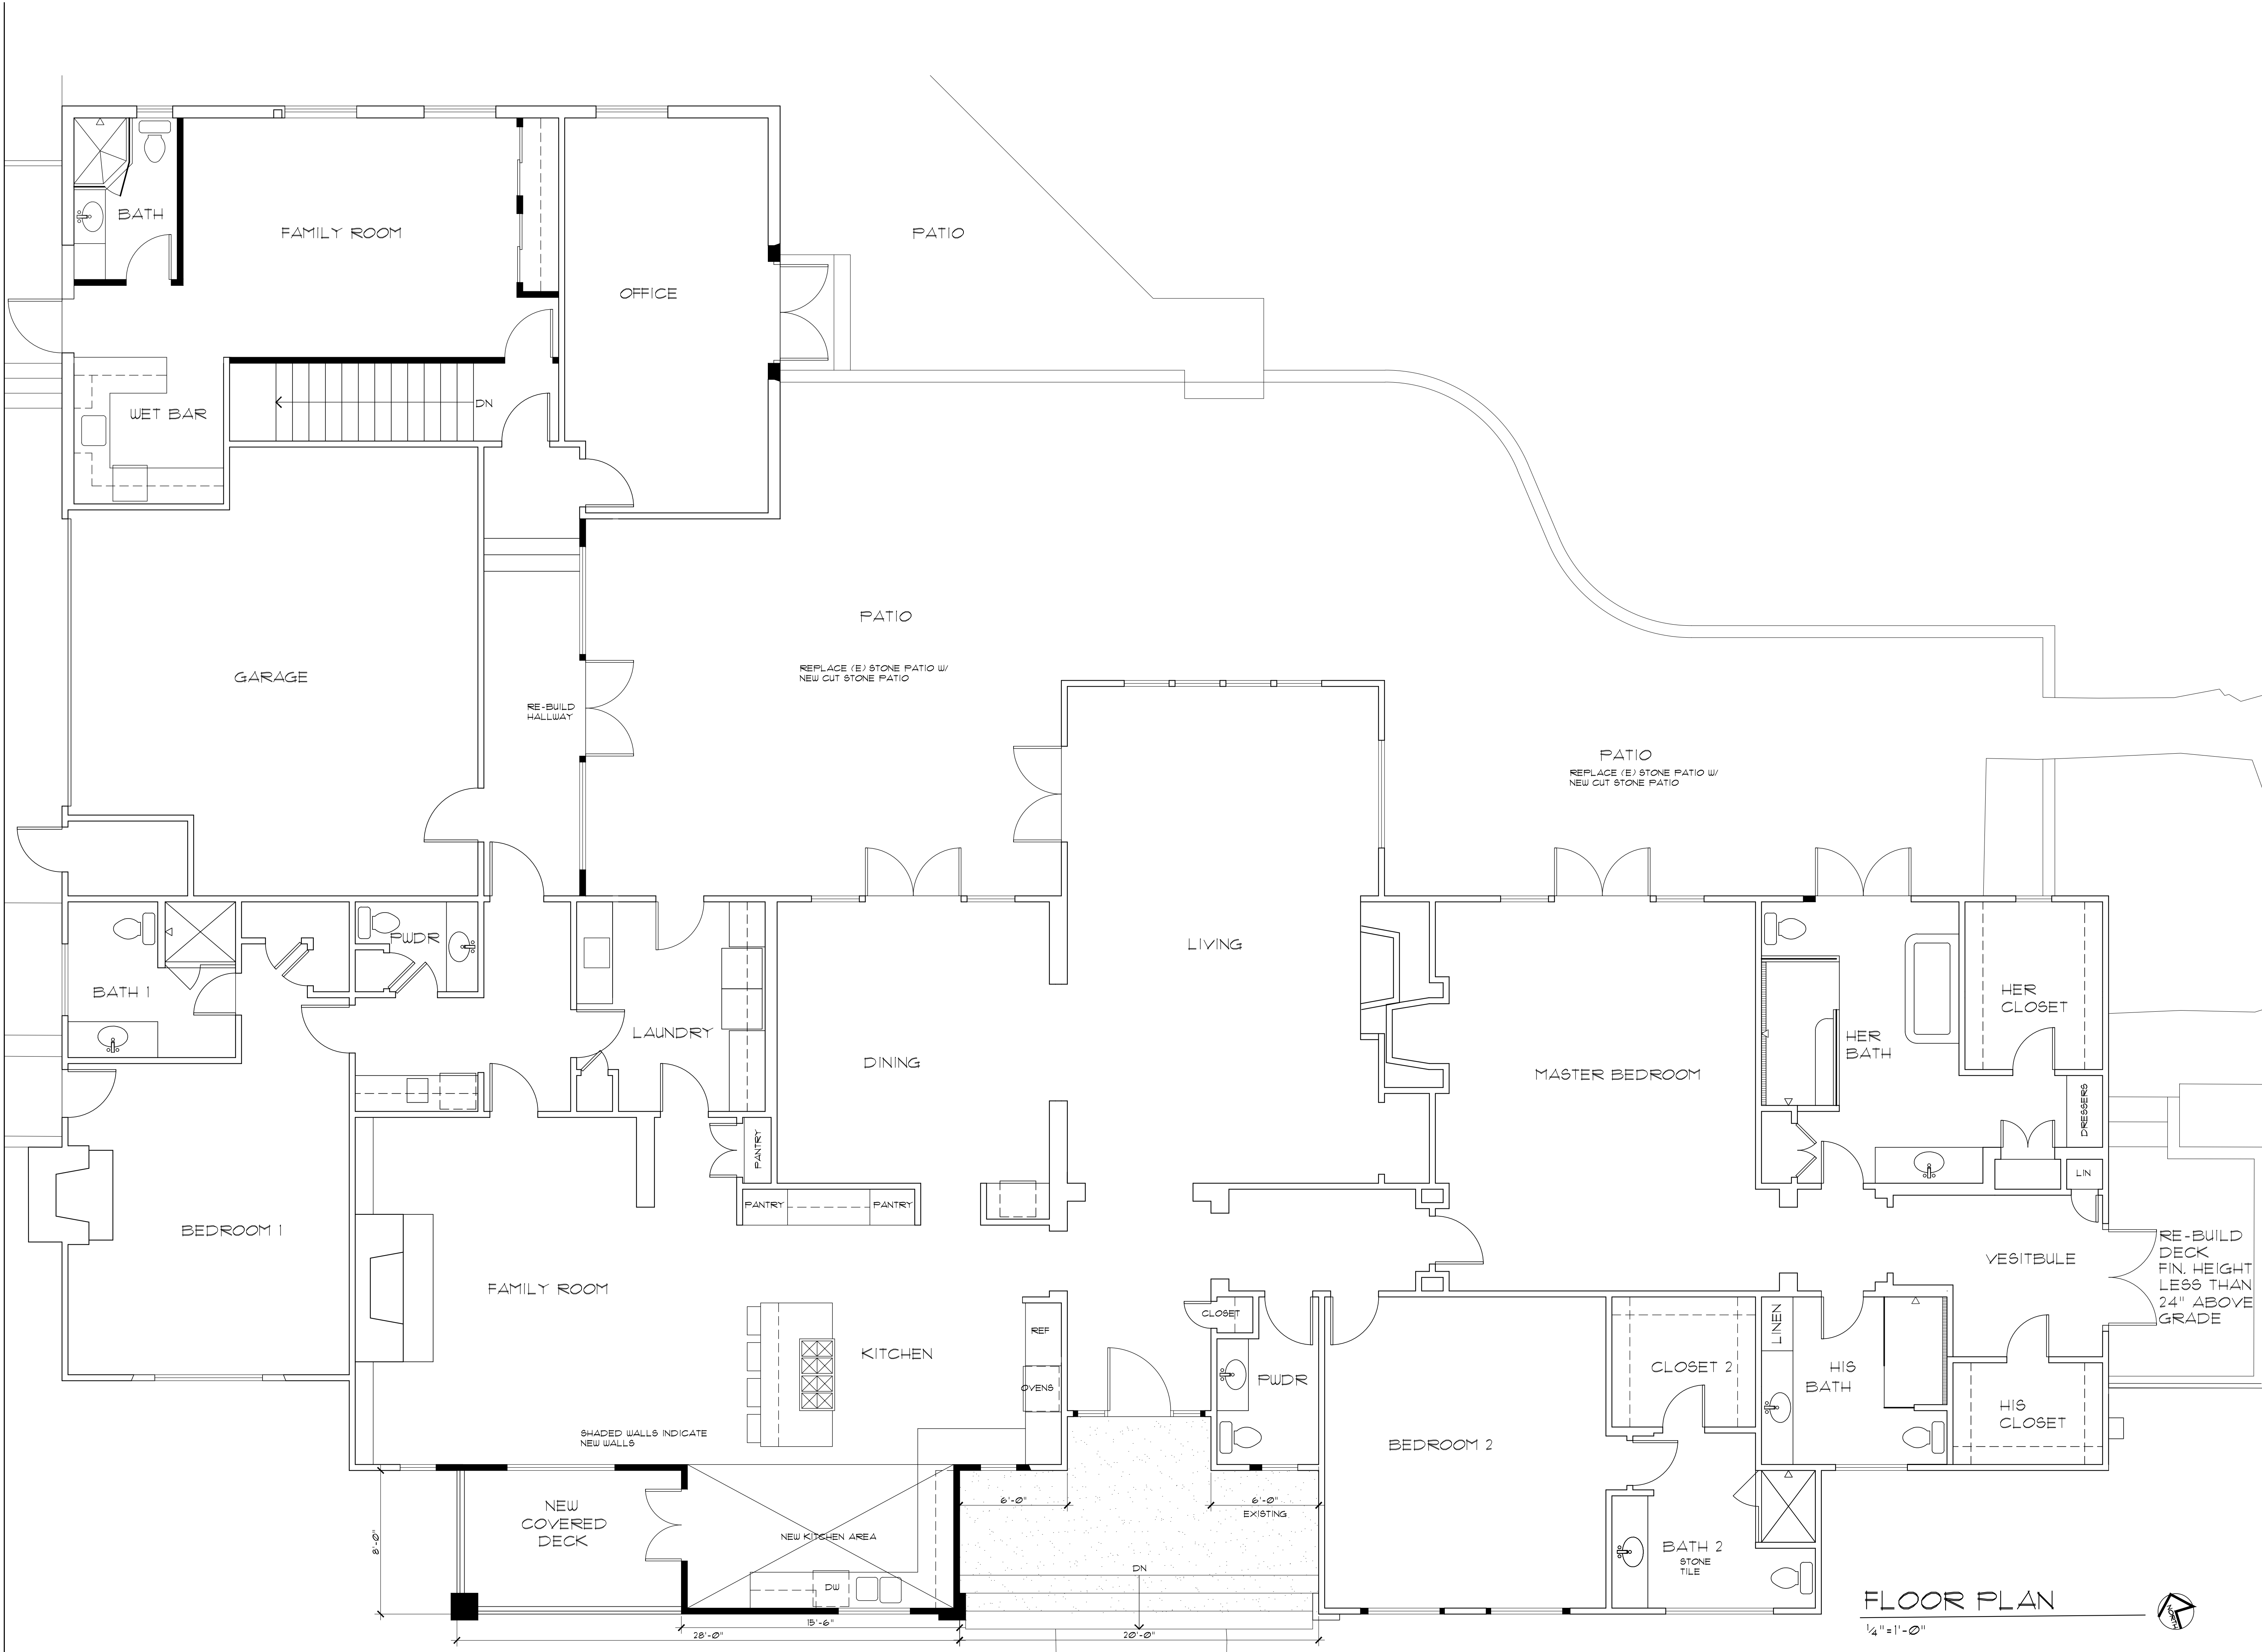 BATH
FAMILY ROOM
PATIO
OFFICE
WET BAR
DN
PATIO
REPLACE (E) STONE PATIO W/
NEW CUT STONE PATIO
GARAGE
RE-BUILD
HALLWAY
PATIO
REPLACE (E) STONE PATIO W/
NEW CUT STONE PATIO
PWDR
BATH 1
LAUNDRY
LIVING
DINING
MASTER BEDROOM
HER
BATH
HER
CLOSET
DRESSERS
LIN
PANTRY
PANTRY
PANTRY
BEDROOM 1
FAMILY ROOM
VESITBULE
RE-BUILD
DECK
FIN. HEIGHT
LESS THAN
24" ABOVE
GRADE
CLOSET
REF
KITCHEN
OVENS
PWDR
CLOSET 2
LINEN
HIS
BATH
HIS
CLOSET
SHADED WALLS INDICATE
NEW WALLS
BEDROOM 2
NEW
COVERED
DECK
8'-0"
NEW KITCHEN AREA
6'-0"
6'-0"
EXISTING
DW
DN
BATH 2
STONE
TILE
15'-6"
28'-0"
20'-0"
FLOOR PLAN
1/4"=1'-0"
NORTH